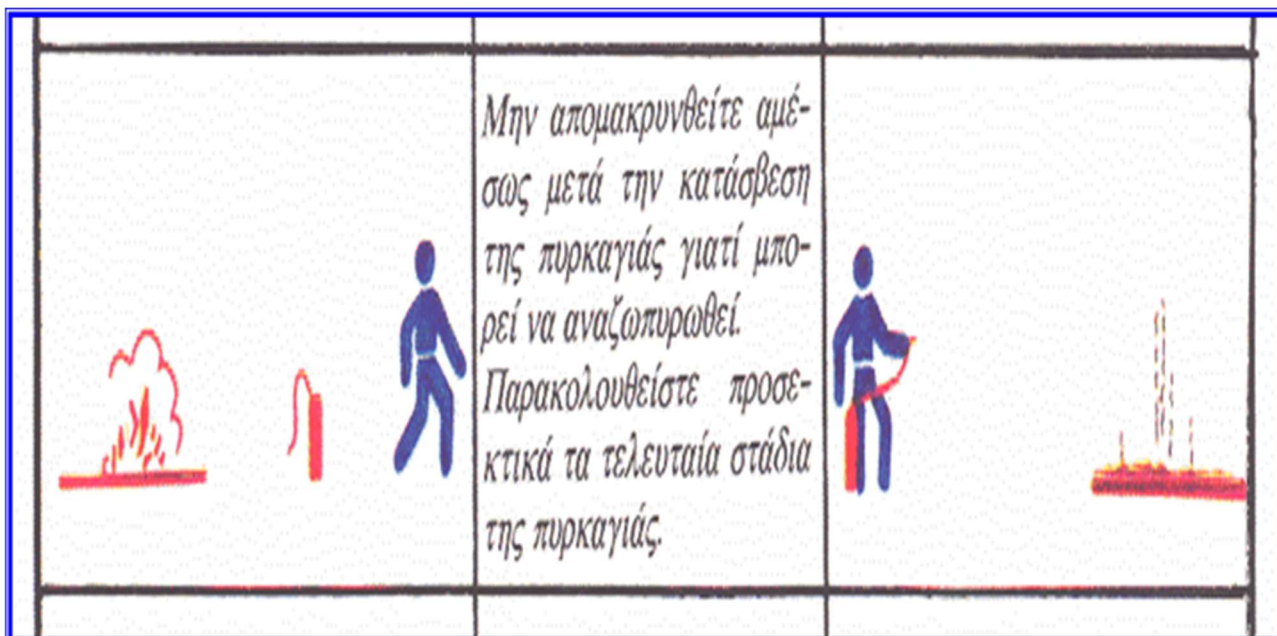 Μην απομακρυνθείτε αμέ-
σως μετά την κατάσβεση
της πυρκαγιάς γιατί μπο-
ρεί να αναζωπυρωθεί.
Παρακολουθείστε προσε-
κτικά τα τελευταία στάδια
της πυρκαγιάς.